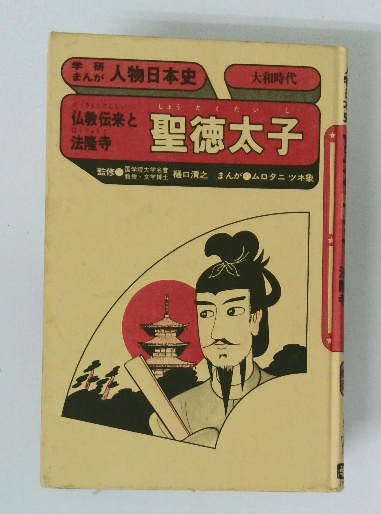 学研
まんが 人物日本史
大和時代
仏教伝来と
法隆寺
しょうとくたいし
聖徳太子
監修●国学院大学名誉
教授・文学博士 樋口清之 まんが●ムロタニ ツネ象
法隆寺